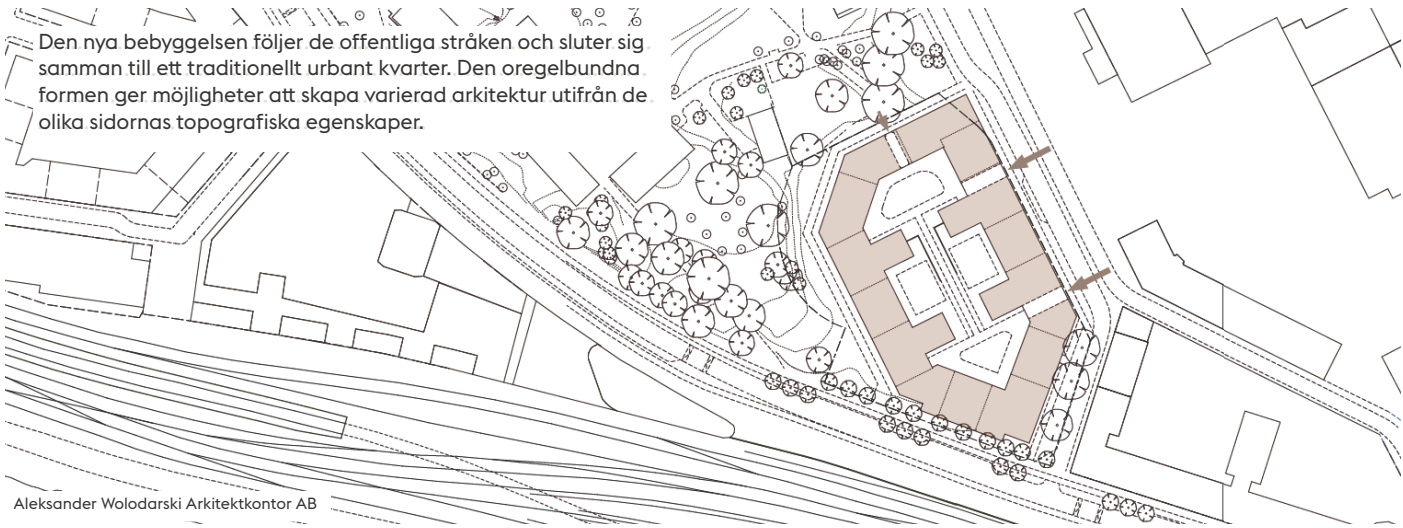 Den nya bebyggelsen följer de offentliga stråken och sluter sig
samman till ett traditionellt urbant kvarter. Den oregelbundna
formen ger möjligheter att skapa varierad arkitektur utifrån de
olika sidornas topografiska egenskaper.
Aleksander Wolodarski Arkitektkontor AB